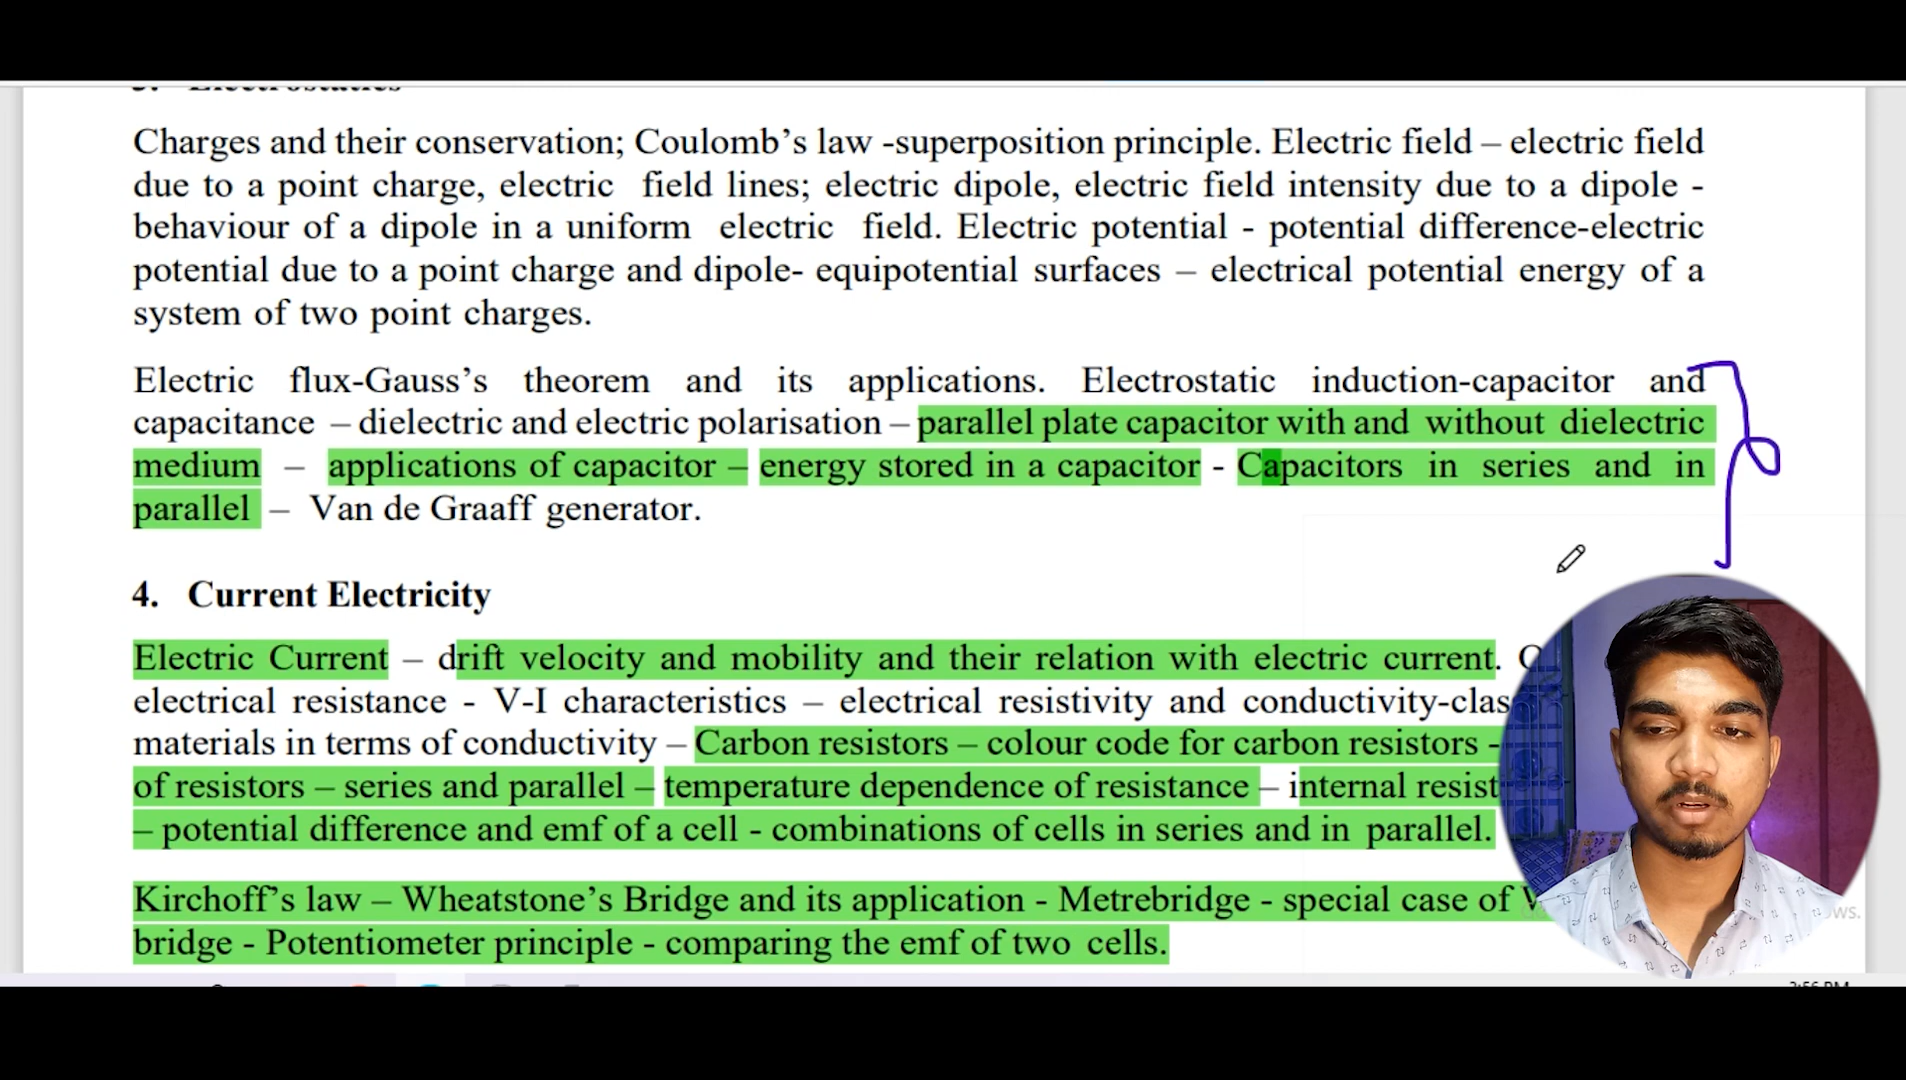 3. Electrostatics
Charges and their conservation; Coulomb’s law -superposition principle. Electric field – electric field
due to a point charge, electric field lines; electric dipole, electric field intensity due to a dipole -
behaviour of a dipole in a uniform electric field. Electric potential - potential difference-electric
potential due to a point charge and dipole- equipotential surfaces – electrical potential energy of a
system of two point charges.
Electric flux-Gauss’s theorem and its applications. Electrostatic induction-capacitor and
capacitance – dielectric and electric polarisation – parallel plate capacitor with and without dielectric
medium – applications of capacitor – energy stored in a capacitor - Capacitors in series and in
parallel – Van de Graaff generator.
4. Current Electricity
Electric Current – drift velocity and mobility and their relation with electric current.
electrical resistance - V-I characteristics – electrical resistivity and conductivity-clas
materials in terms of conductivity – Carbon resistors – colour code for carbon resistors -
of resistors – series and parallel – temperature dependence of resistance – internal resist
– potential difference and emf of a cell - combinations of cells in series and in parallel.
Kirchoff’s law – Wheatstone’s Bridge and its application - Metrebridge - special case of
bridge - Potentiometer principle - comparing the emf of two cells.